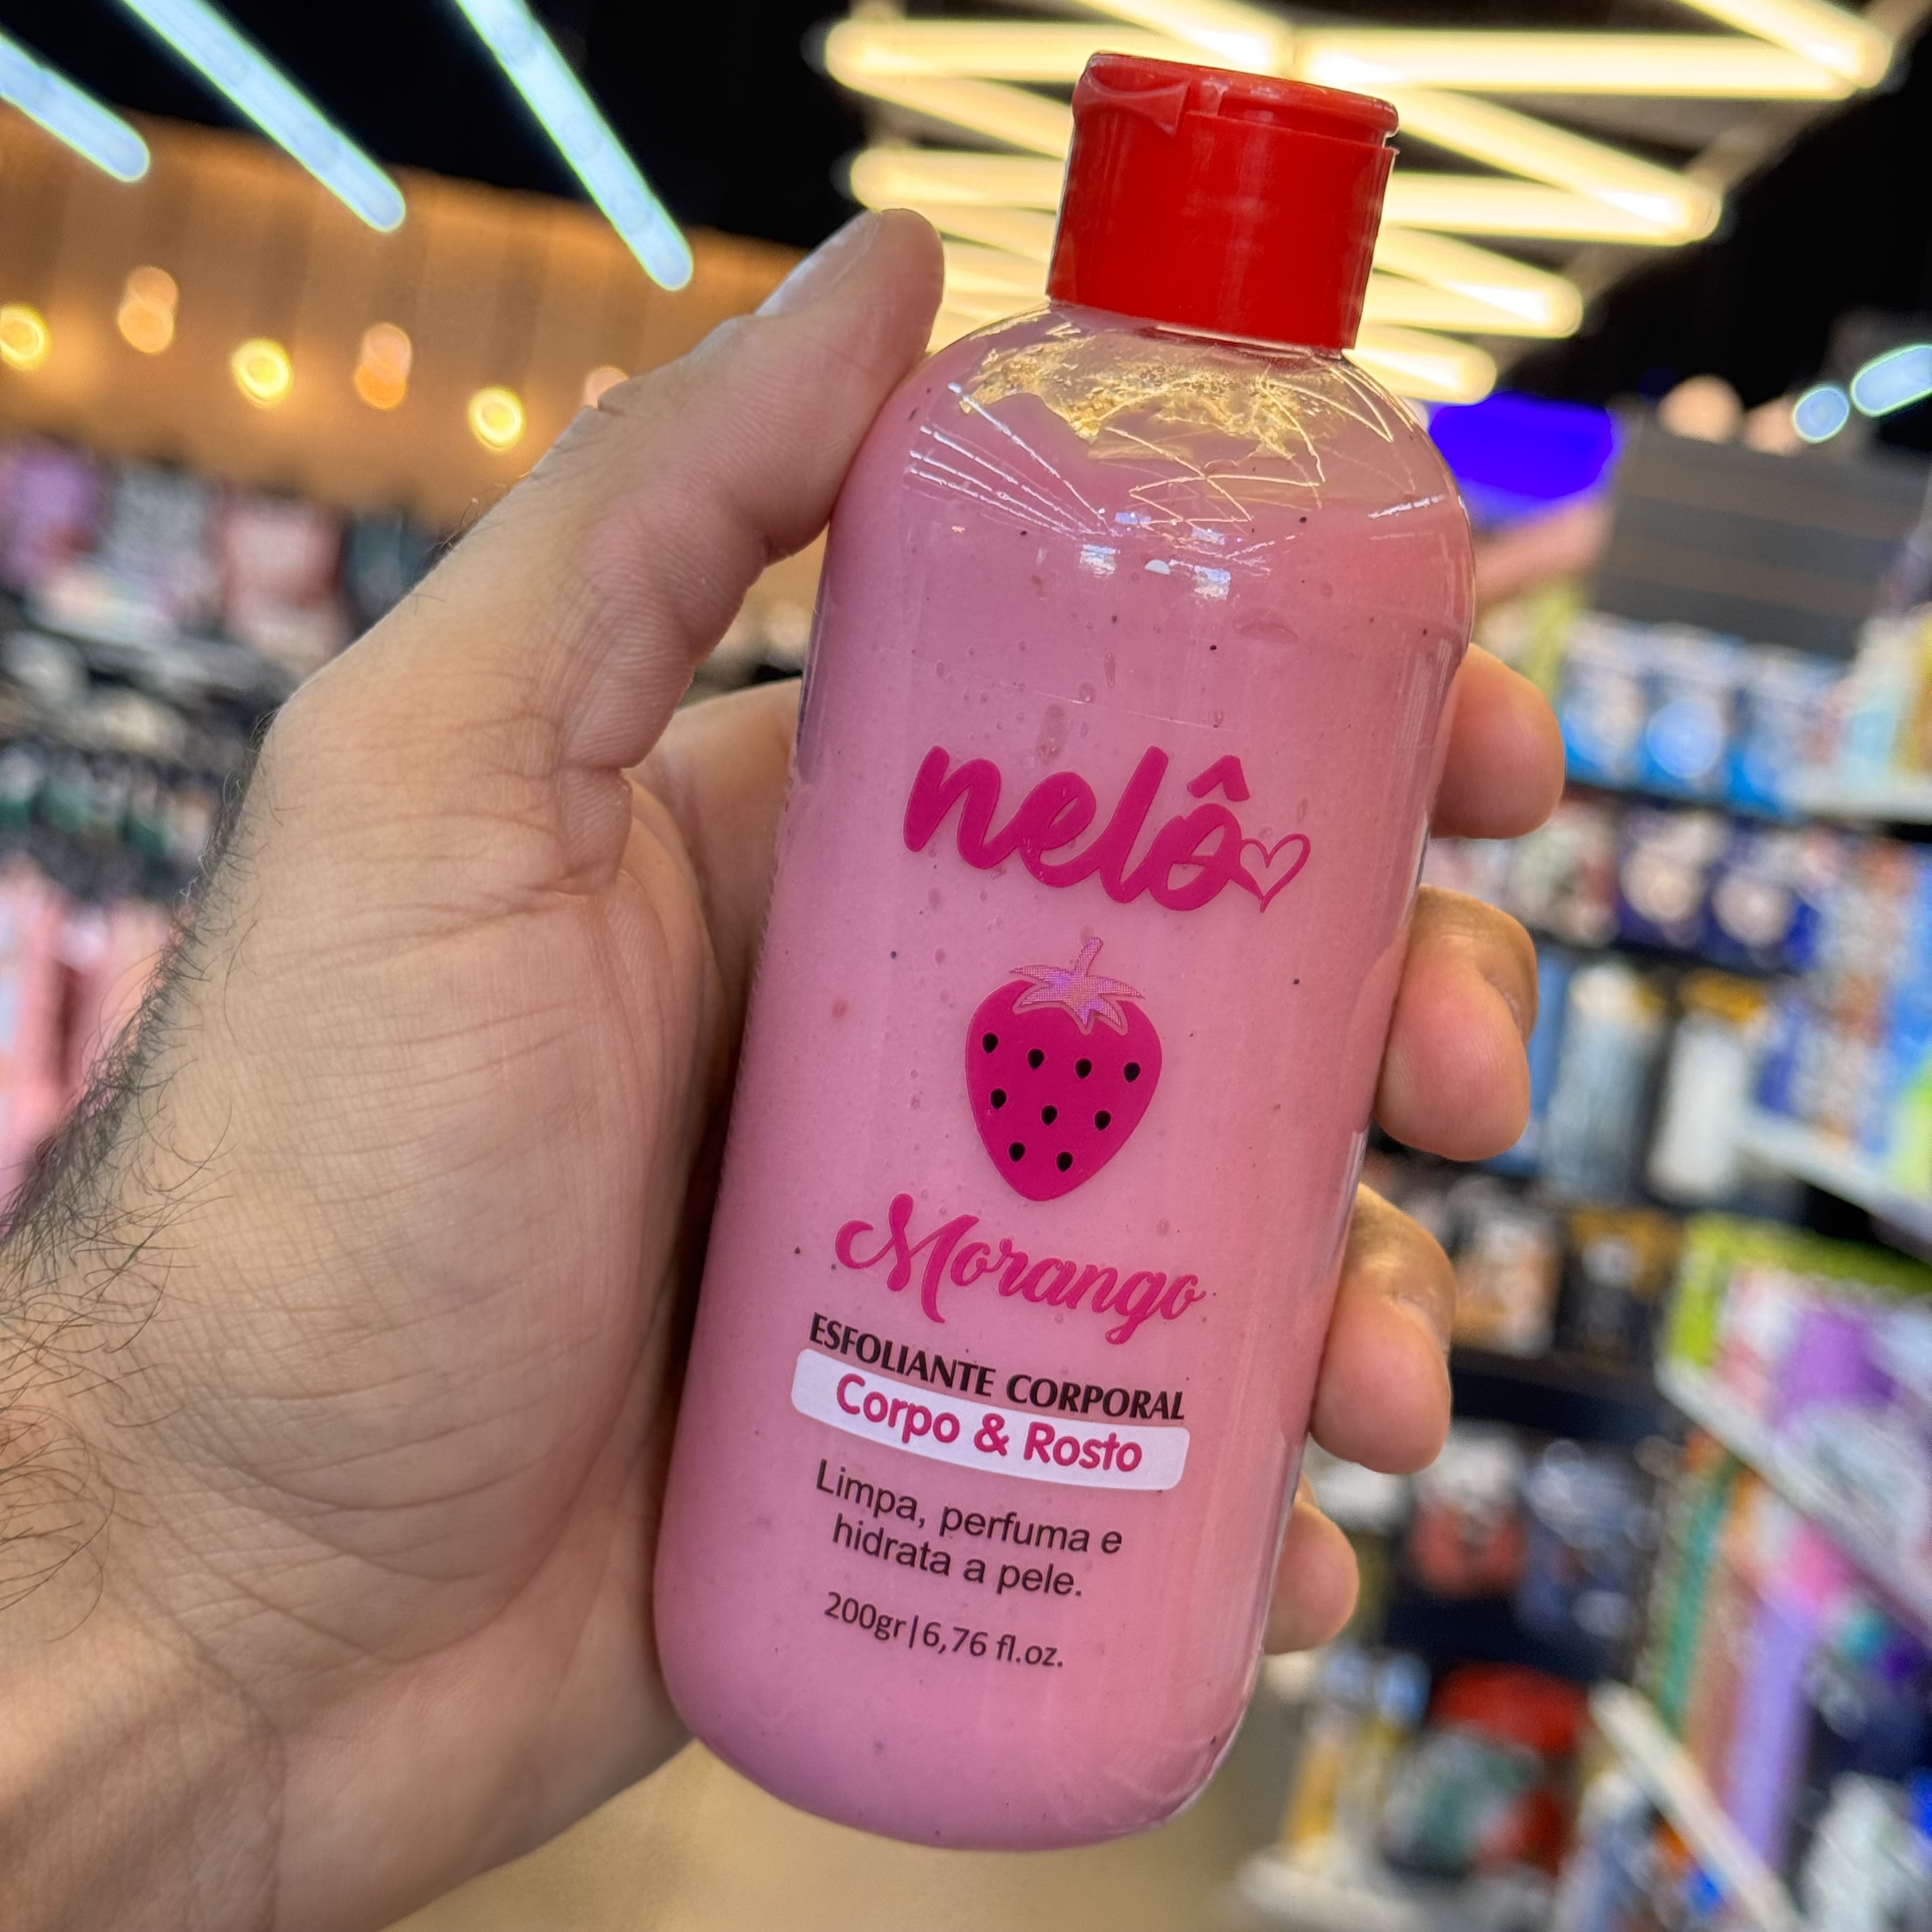 nelô
Morango
ESFOLIANTE CORPORAL
Corpo & Rosto
Limpa, perfuma e
hidrata a pele.
200gr|6,76 fl.oz.